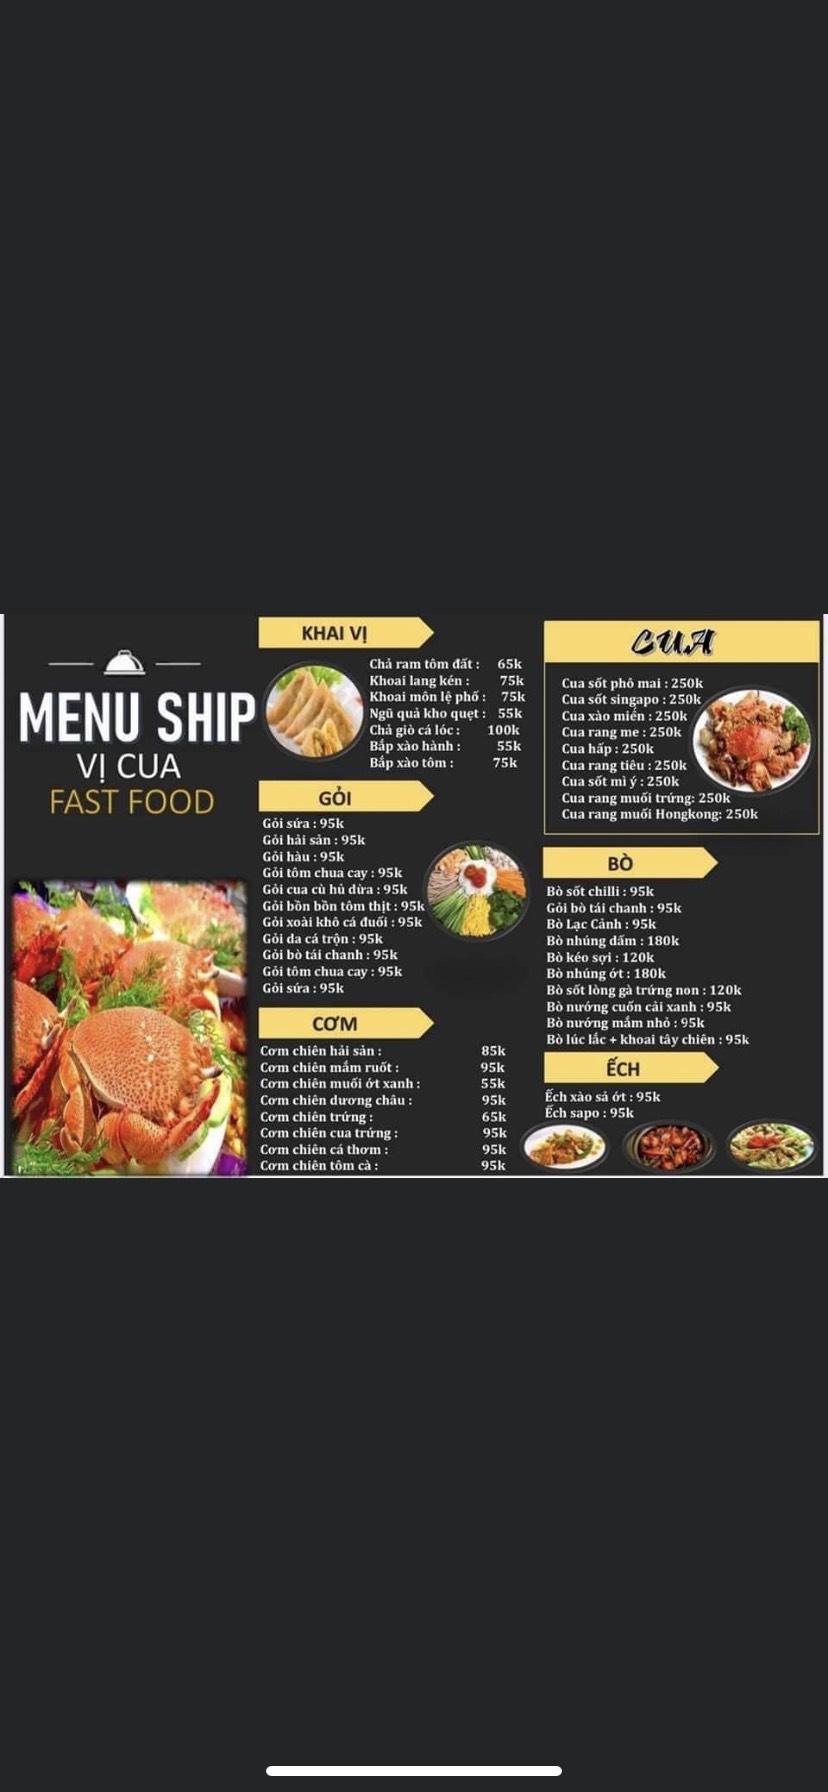 MENU SHIP
VỊ CUA
FAST FOOD
KHAI VỊ
Chả ram tôm đất : 65k
Khoai lang kén : 75k
Khoai môn lệ phố : 75k
Ngũ quả kho quẹt : 55k
Chả giò cá lóc : 100k
Bắp xào hành : 55k
Bắp xào tôm : 75k
GỎI
Gỏi sứa : 95k
Gỏi hải sản : 95k
Gỏi hàu : 95k
Gỏi tôm chua cay : 95k
Gỏi cua củ hủ dừa : 95k
Gỏi bồn bồn tôm thịt : 95k
Gỏi xoài khô cá đuối : 95k
Gỏi da cá trộn : 95k
Gỏi bò tái chanh : 95k
Gỏi tôm chua cay : 95k
Gỏi sứa : 95k
CƠM
Cơm chiên hải sản : 85k
Cơm chiên mắm ruốt : 95k
Cơm chiên muối ớt xanh : 55k
Cơm chiên dương châu : 95k
Cơm chiên trứng : 65k
Cơm chiên cua trứng : 95k
Cơm chiên cá thơm : 95k
Cơm chiên tôm cà : 95k
CUA
Cua sốt phô mai : 250k
Cua sốt singapo : 250k
Cua xào miến : 250k
Cua rang me : 250k
Cua hấp : 250k
Cua rang tiêu : 250k
Cua sốt mì ý : 250k
Cua rang muối trứng: 250k
Cua rang muối Hongkong: 250k
BÒ
Bò sốt chilli : 95k
Gỏi bò tái chanh : 95k
Bò Lạc Cảnh : 95k
Bò nhúng dấm : 180k
Bò kéo sợi : 120k
Bò nhúng ớt : 180k
Bò sốt lòng gà trứng non : 120k
Bò nướng cuốn cải xanh : 95k
Bò nướng mắm nhỏ : 95k
Bò lúc lắc + khoai tây chiên : 95k
ẾCH
Ếch xào sả ớt : 95k
Ếch sapo : 95k